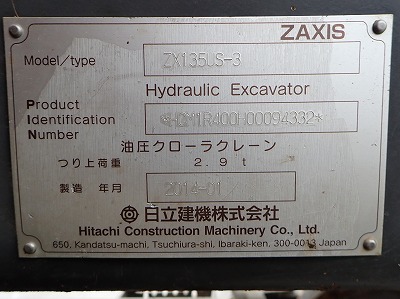 ZAXIS
Model/type ZX135US-3
Hydraulic Excavator
Product
Identification
Number *HCM1R400H00094332*
油圧クローラクレーン
つり上荷重 2.9t
製造 年月 2014-01
日立建機株式会社
Hitachi Construction Machinery Co., Ltd.
650, Kandatsu-machi, Tsuchiura-shi, Ibaraki-ken, 300-0013 Japan